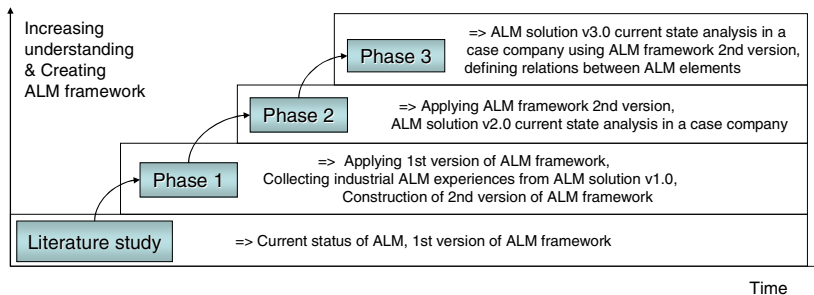 Increasing
understanding
& Creating
ALM framework
Phase 3
=> ALM solution v3.0 current state analysis in a
case company using ALM framework 2nd version,
defining relations between ALM elements
Phase 2
=> Applying ALM framework 2nd version,
ALM solution v2.0 current state analysis in a case company
Phase 1
=> Applying 1st version of ALM framework,
Collecting industrial ALM experiences from ALM solution v1.0,
Construction of 2nd version of ALM framework
Literature study
=> Current status of ALM, 1st version of ALM framework
Time